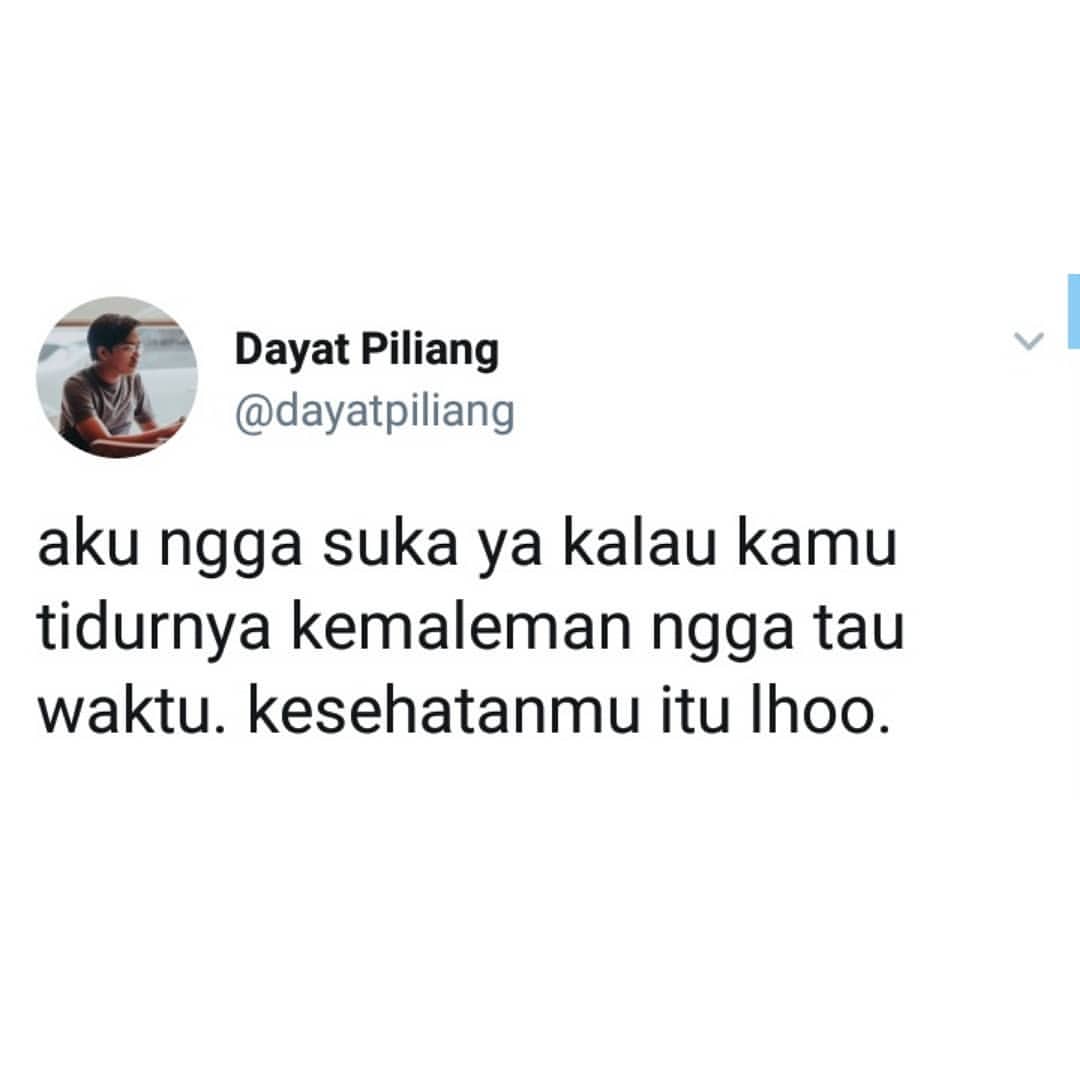 Dayat Piliang
@dayatpiliang
aku ngga suka ya kalau kamu
tidurnya kemaleman ngga tau
waktu. kesehatanmu itu lhoo.